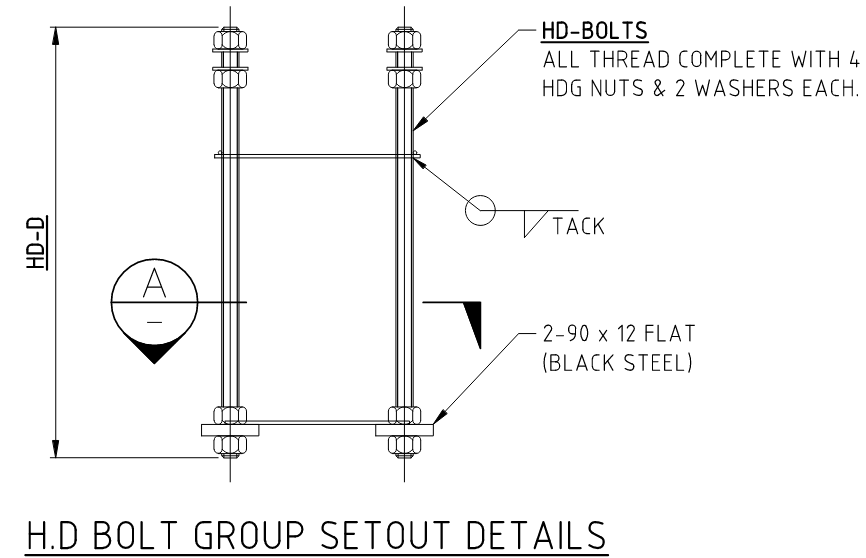 HD-BOLTS
ALL THREAD COMPLETE WITH 4
HDG NUTS & 2 WASHERS EACH.
TACK
HD-D
A
-
2-90 x 12 FLAT
(BLACK STEEL)
H.D BOLT GROUP SETOUT DETAILS